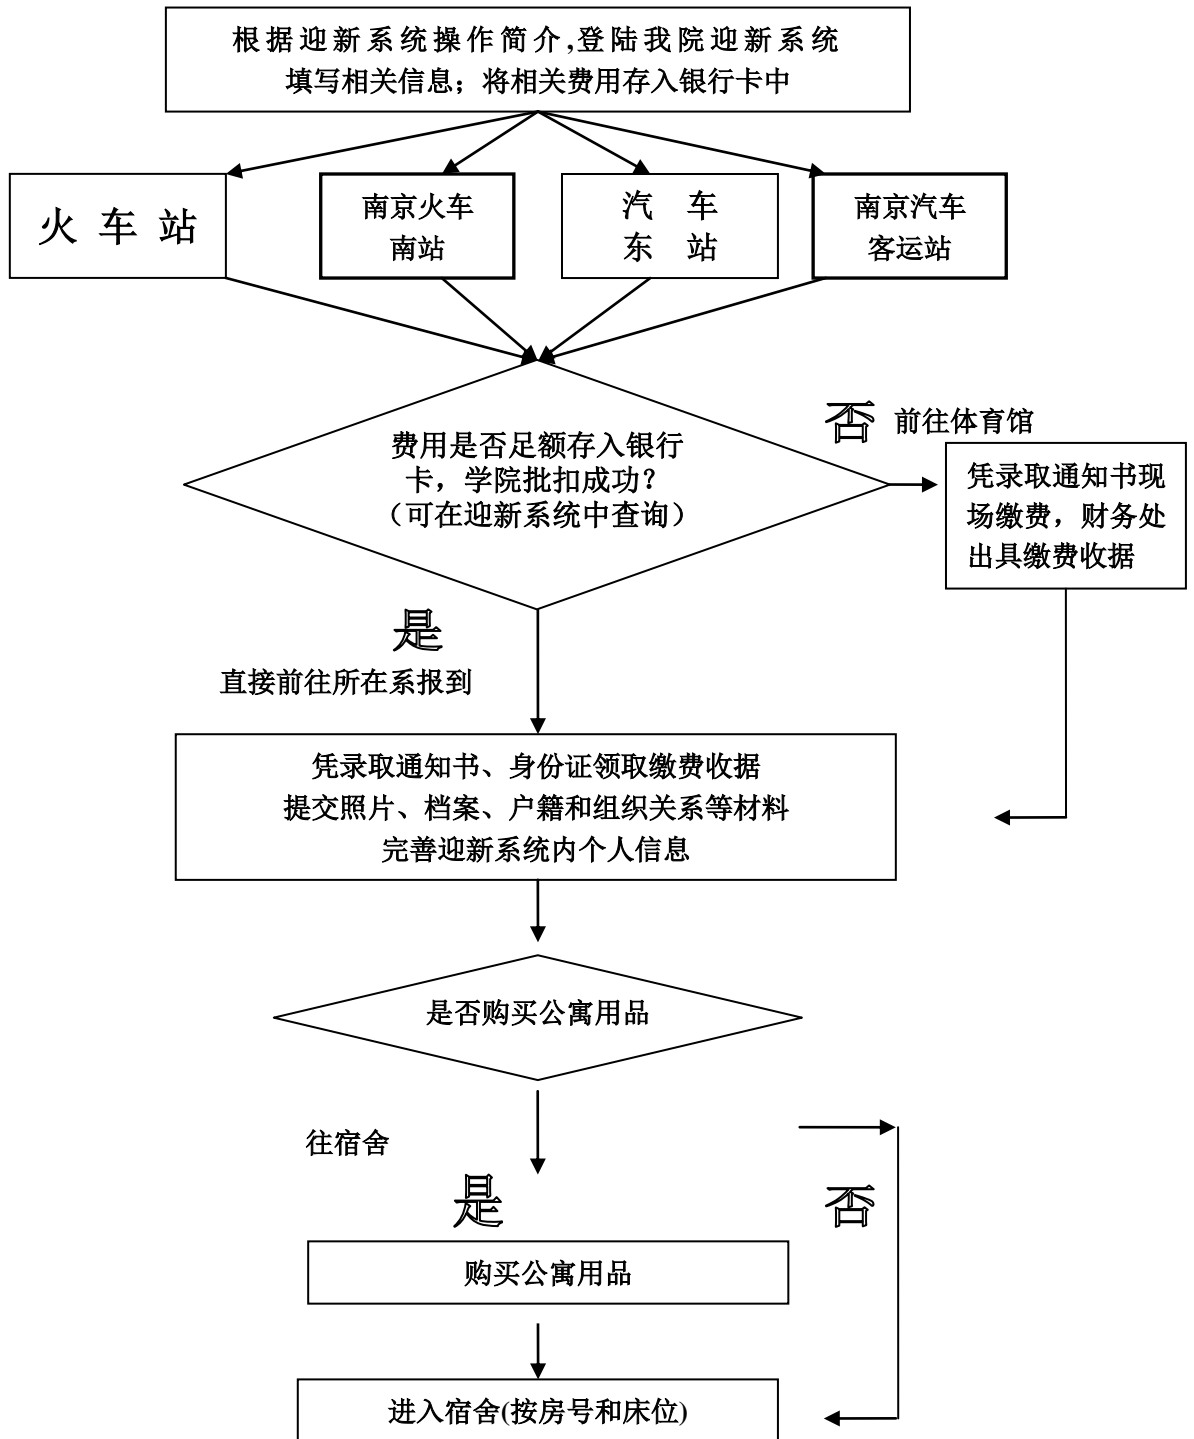 根据迎新系统操作简介,登陆我院迎新系统
填写相关信息；将相关费用存入银行卡中
火 车 站
南京火车
南站
汽 车
东 站
南京汽车
客运站
费用是否足额存入银行
卡，学院批扣成功？
（可在迎新系统中查询）
否 前往体育馆
凭录取通知书现
场缴费，财务处
出具缴费收据
是
直接前往所在系报到
凭录取通知书、身份证领取缴费收据
提交照片、档案、户籍和组织关系等材料
完善迎新系统内个人信息
是否购买公寓用品
往宿舍
是
否
购买公寓用品
进入宿舍(按房号和床位)